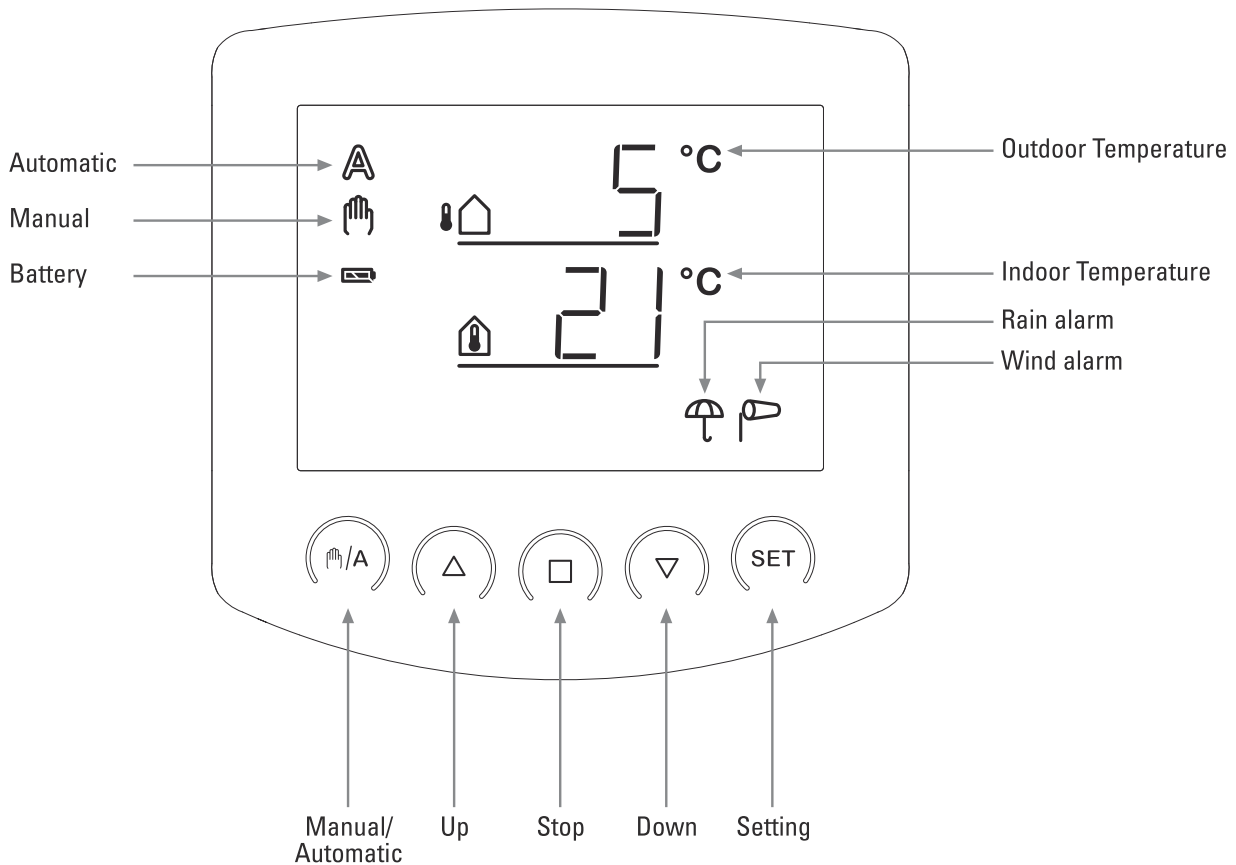 Automatic
Manual
Battery
A
5 °C
21 °C
Outdoor Temperature
Indoor Temperature
Rain alarm
Wind alarm
/A
SET
Manual/
Automatic
Up
Stop
Down
Setting